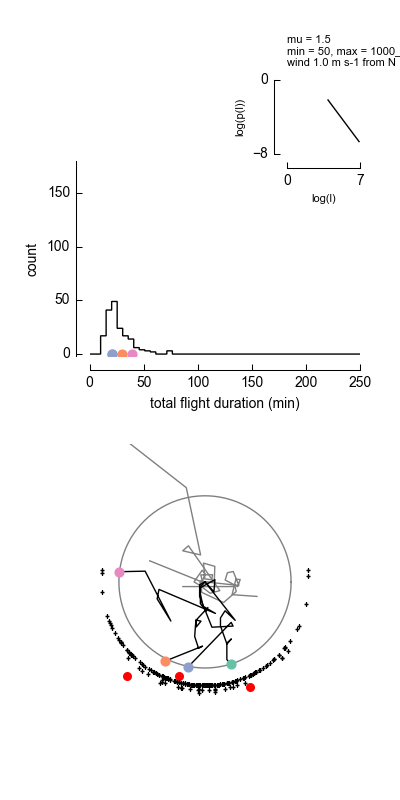 mu = 1.5
min = 50, max = 1000_
wind 1.0 m s-1 from N
log(p(l))
0
−8
0
7
log(l)
count
150
100
50
0
0
50
100
150
200
250
total flight duration (min)